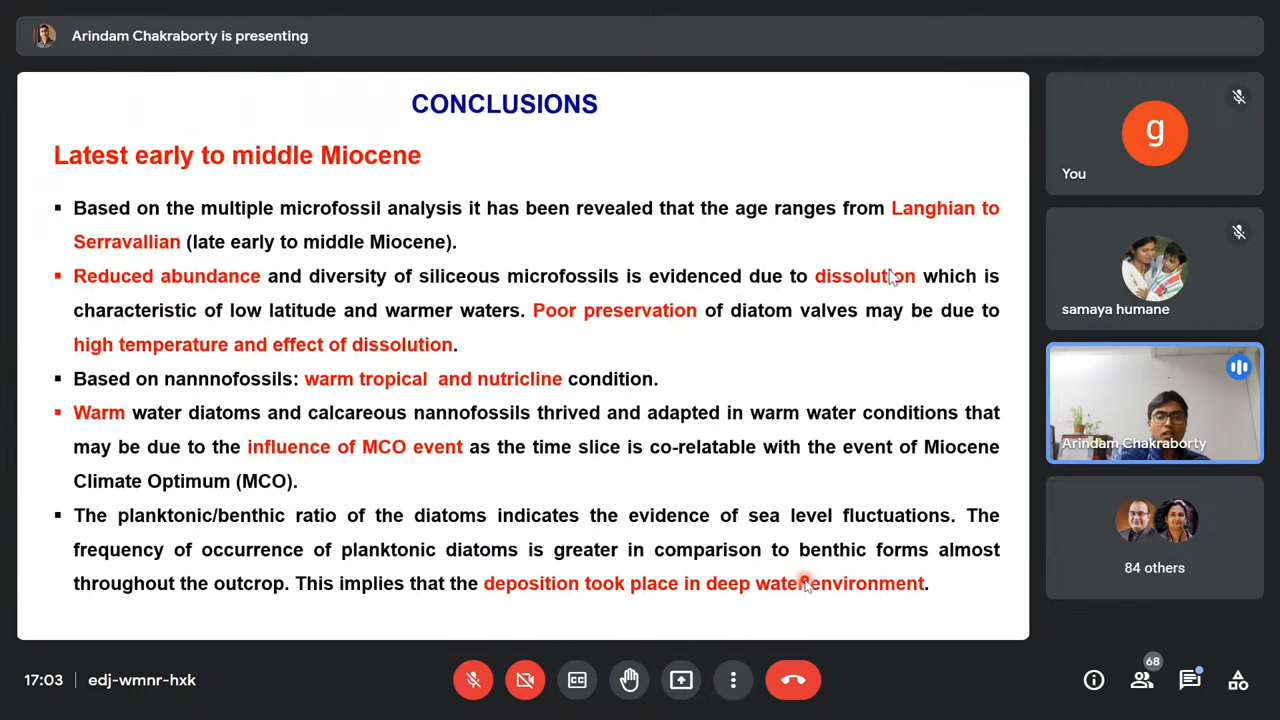 Arindam Chakraborty is presenting
CONCLUSIONS
Latest early to middle Miocene
▪ Based on the multiple microfossil analysis it has been revealed that the age ranges from Langhian to
Serravallian (late early to middle Miocene).
▪ Reduced abundance and diversity of siliceous microfossils is evidenced due to dissolution which is
characteristic of low latitude and warmer waters. Poor preservation of diatom valves may be due to
high temperature and effect of dissolution.
▪ Based on nannnofossils: warm tropical and nutricline condition.
▪ Warm water diatoms and calcareous nannofossils thrived and adapted in warm water conditions that
may be due to the influence of MCO event as the time slice is co-relatable with the event of Miocene
Climate Optimum (MCO).
▪ The planktonic/benthic ratio of the diatoms indicates the evidence of sea level fluctuations. The
frequency of occurrence of planktonic diatoms is greater in comparison to benthic forms almost
throughout the outcrop. This implies that the deposition took place in deep water environment.
g
You
samaya humane
Arindam Chakraborty
84 others
17:03
edj-wmnr-hxk
CC
68